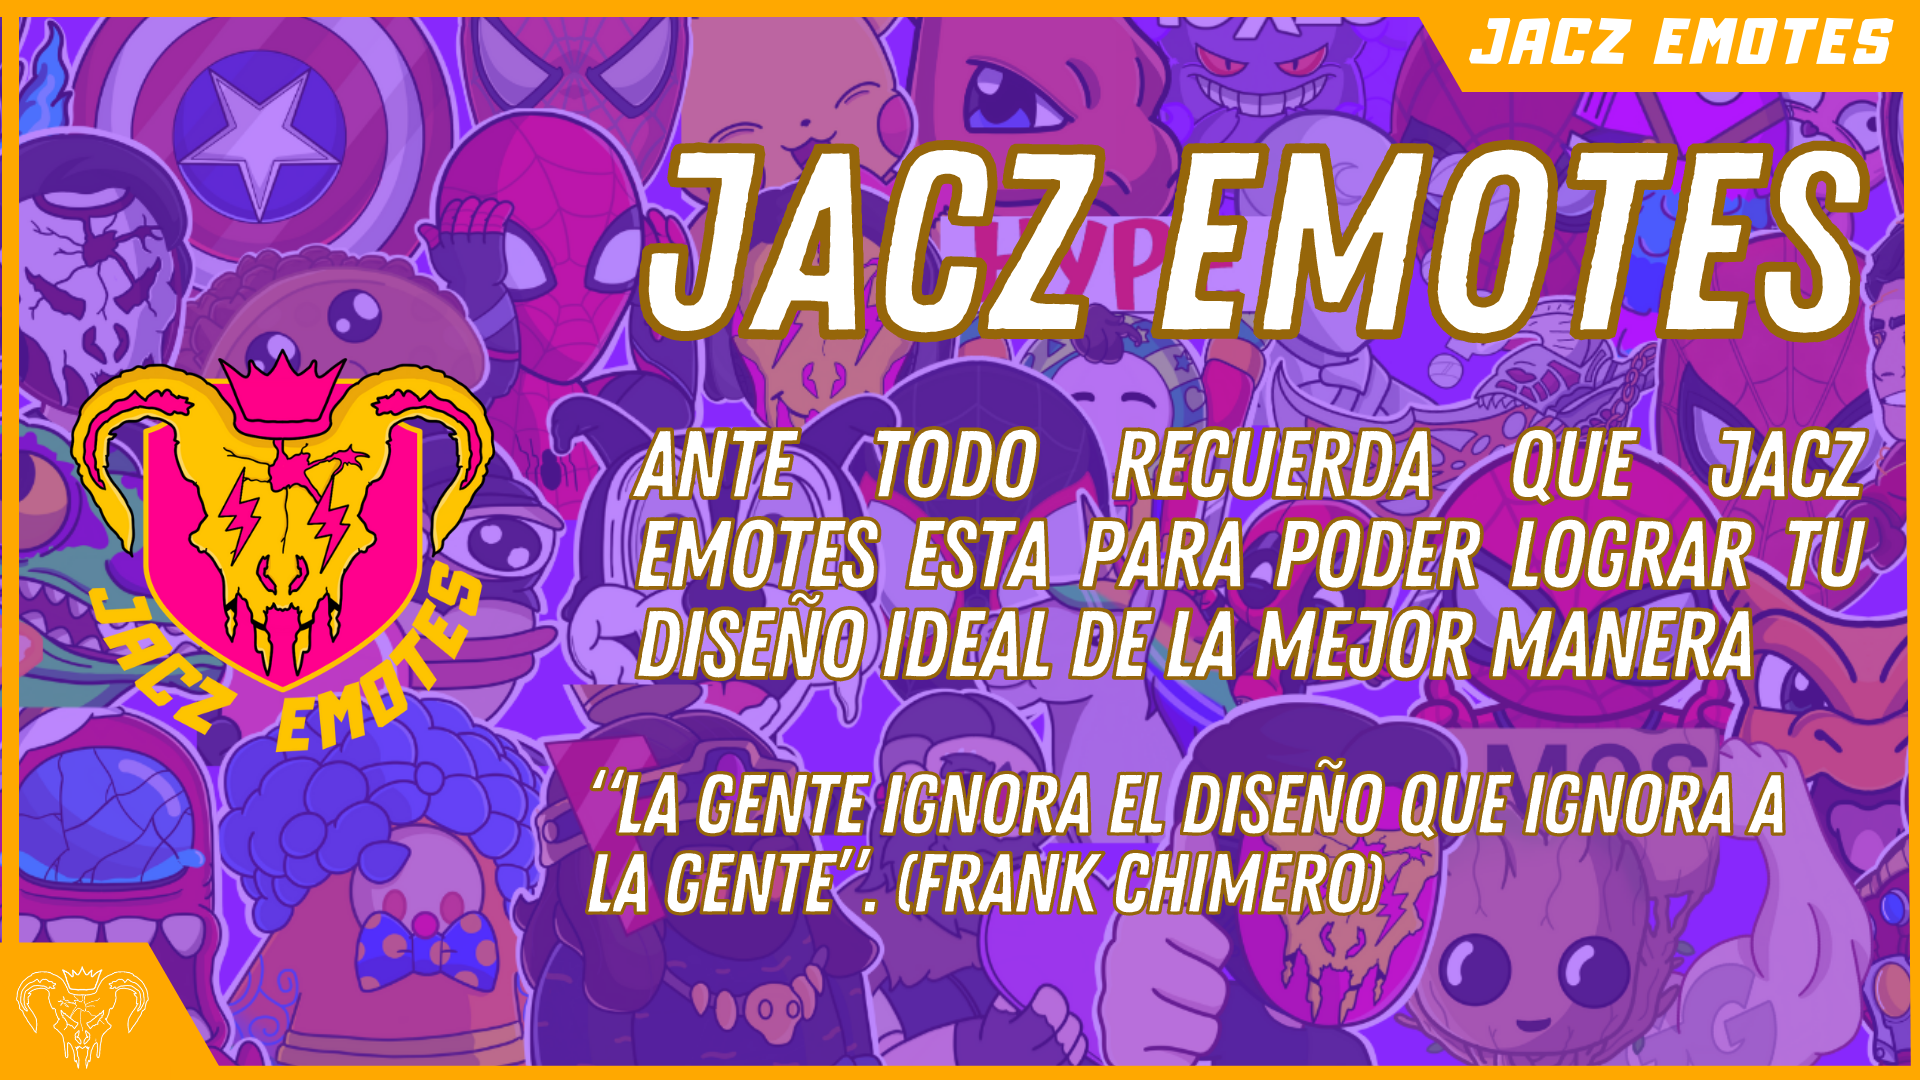 JACZ EMOTES
JACZ EMOTES
HYPE
ANTE TODO RECUERDA QUE JACZ
EMOTES ESTA PARA PODER LOGRAR TU
DISEÑO IDEAL DE LA MEJOR MANERA
JACZ EMOTES
“LA GENTE IGNORA EL DISEÑO QUE IGNORA A
LA GENTE”. (FRANK CHIMERO)